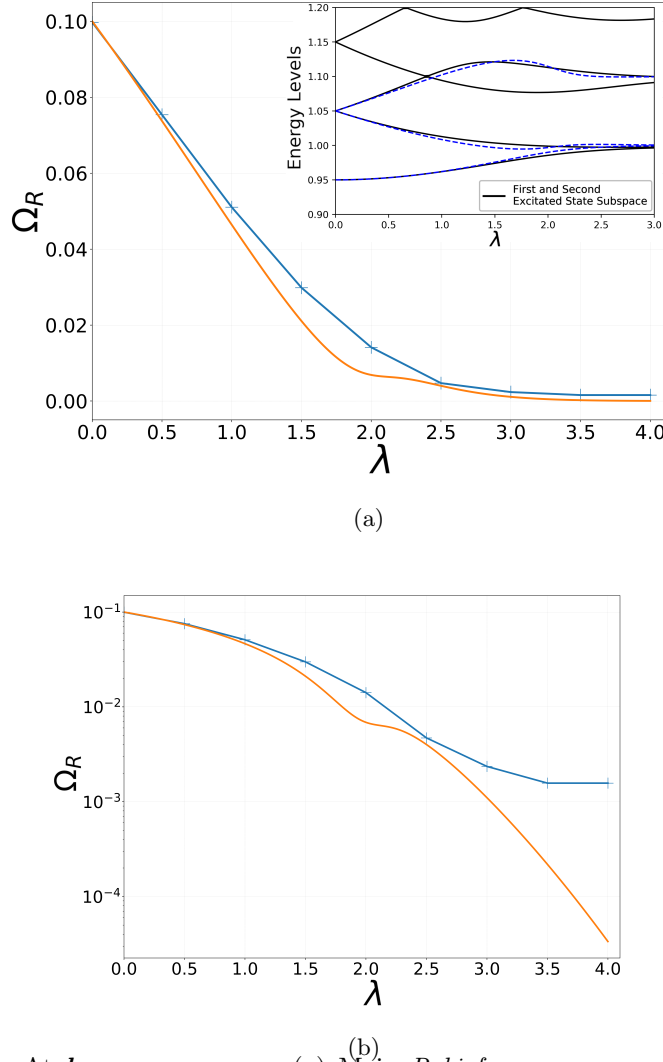 0.10
0.08
0.06
0.04
0.02
0.00
Ω_R
0.0 0.5 1.0 1.5 2.0 2.5 3.0 3.5 4.0
λ
1.20
1.15
1.10
1.05
1.00
0.95
0.90
Energy Levels
First and Second
Excitated State Subspace
0.0 0.5 1.0 1.5 2.0 2.5 3.0
λ
(a)
10⁻¹
10⁻²
10⁻³
10⁻⁴
Ω_R
0.0 0.5 1.0 1.5 2.0 2.5 3.0 3.5 4.0
λ
(b)